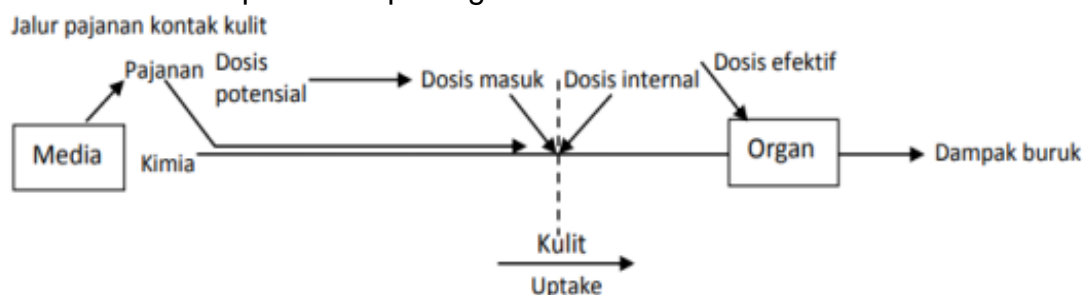 Jalur pajanan kontak kulit
Pajanan
Dosis
potensial
Dosis masuk
Dosis internal
Dosis efektif
Media
Kimia
Organ
Dampak buruk
Kulit
Uptake